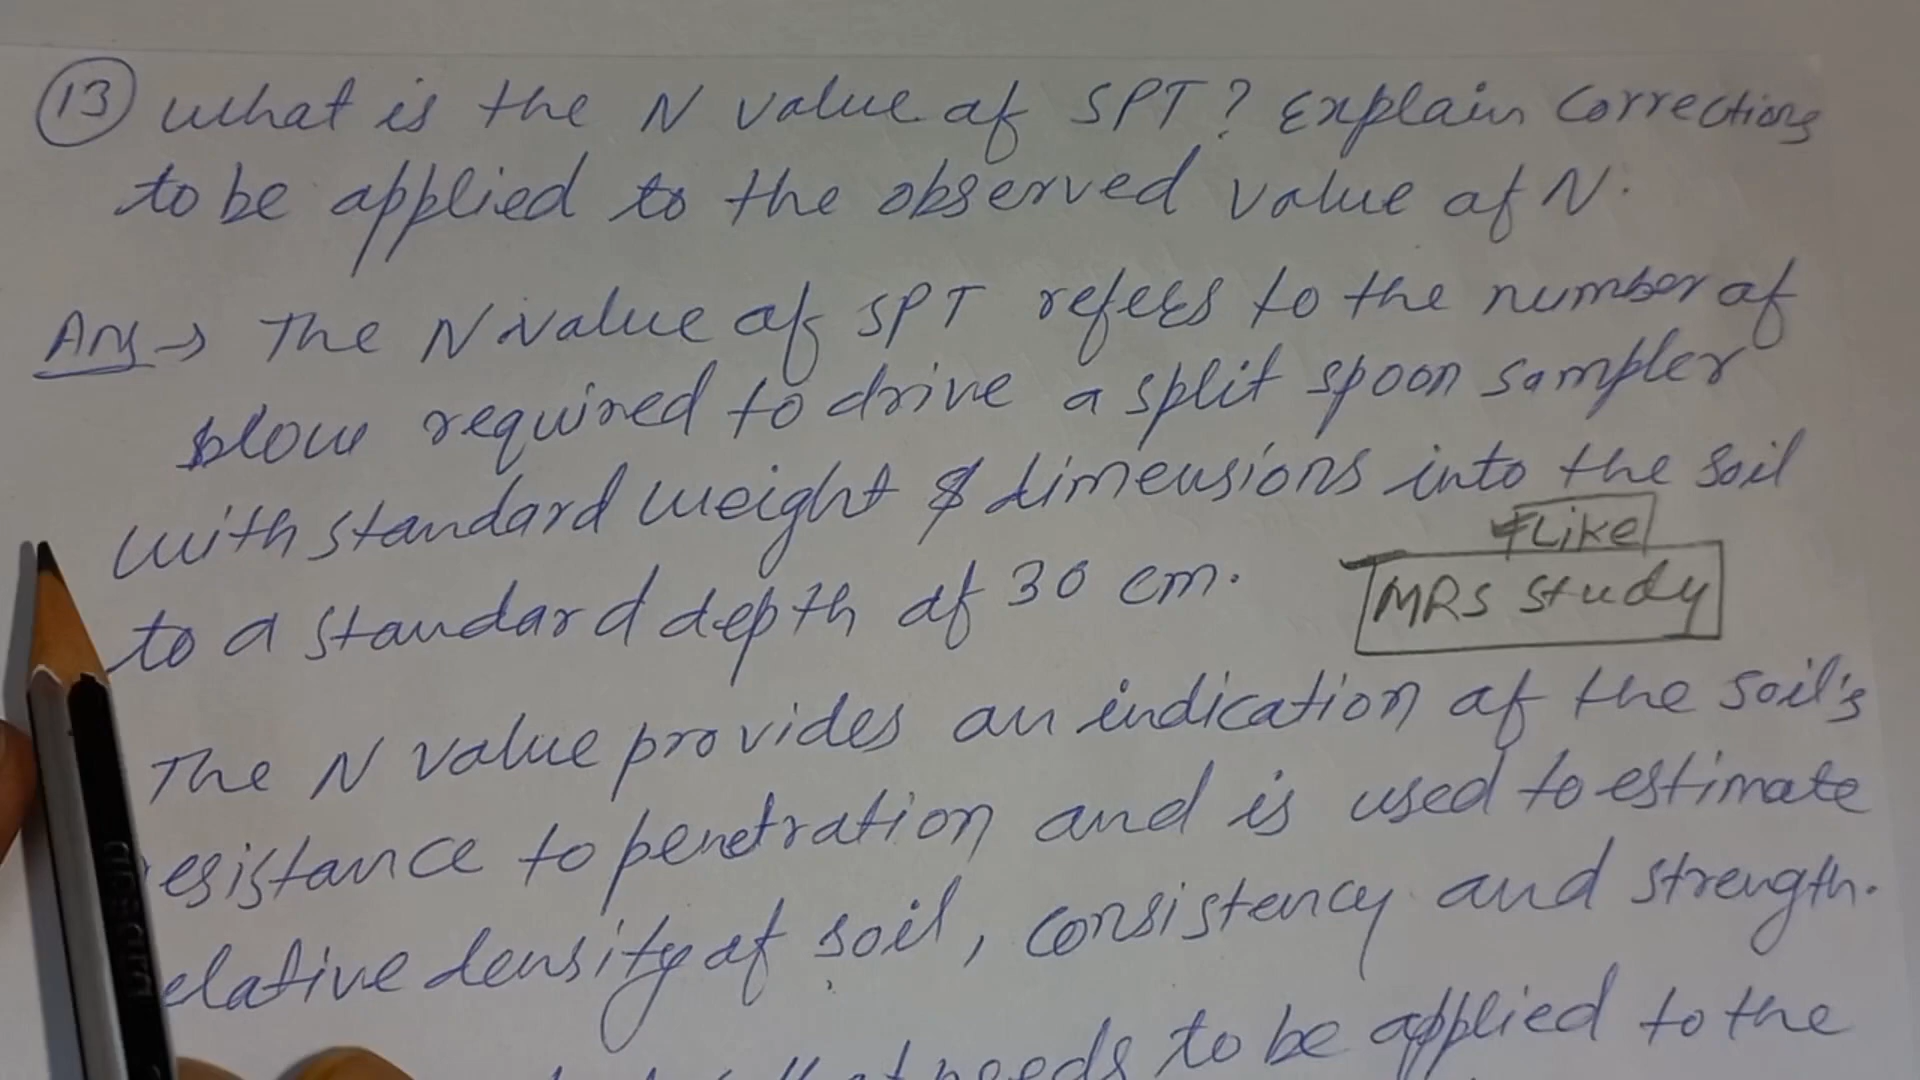 13 What is the N value of SPT? Explain Corrections
to be applied to the observed value of N.
Ans → The N value of SPT refers to the number of
blow required to drive a split spoon sampler
with standard weight & dimensions into the soil
to a standard depth of 30 cm.
#Like
MRS Study
The N value provides an indication of the soil's
esistance to penetration and is used to estimate
elative density of soil, consistency and strength.
needs to be applied to the